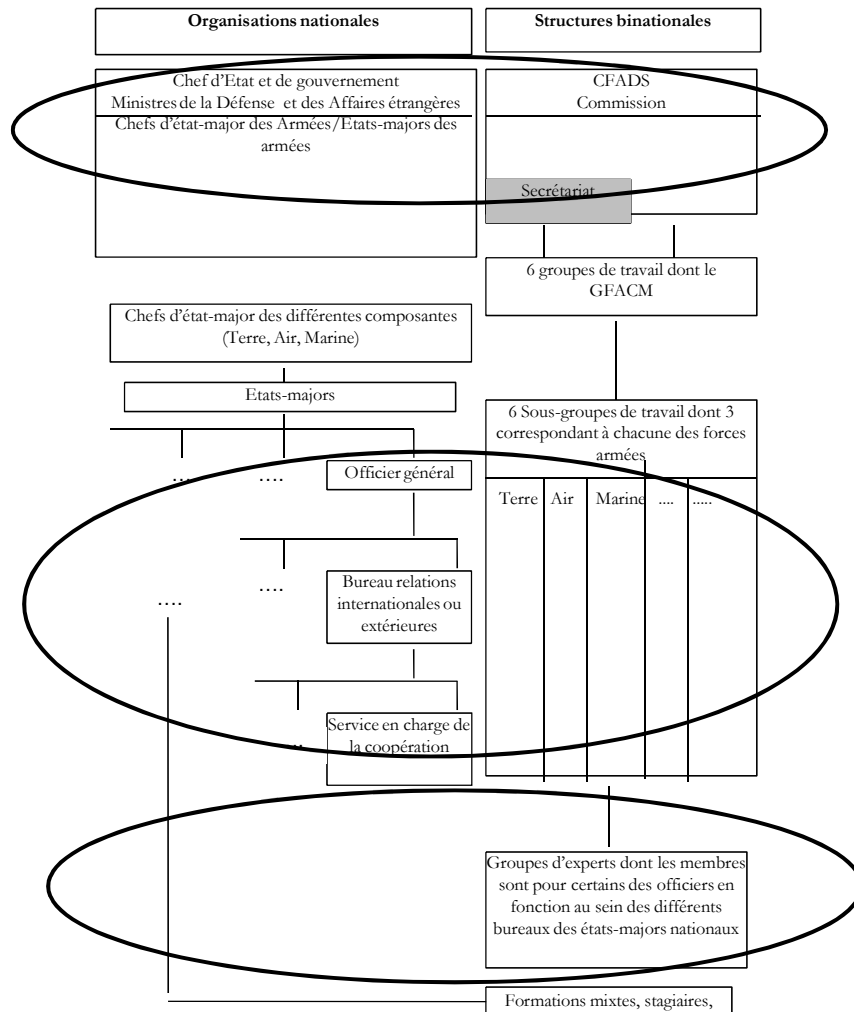 Organisations nationales
Structures binationales
Chef d'Etat et de gouvernement
Ministres de la Défense et des Affaires étrangères
Chefs d'état-major des Armées/Etats-majors des
armées
CFADS
Commission
Secrétariat
6 groupes de travail dont le
GFACM
Chefs d'état-major des différentes composantes
(Terre, Air, Marine)
Etats-majors
6 Sous-groupes de travail dont 3
correspondant à chacune des forces
armées
…. …. Officier général
Terre Air Marine .... .....
…. ….
Bureau relations
internationales ou
extérieures
Service en charge de
la coopération
..
Groupes d'experts dont les membres
sont pour certains des officiers en
fonction au sein des différents
bureaux des états-majors nationaux
Formations mixtes, stagiaires,